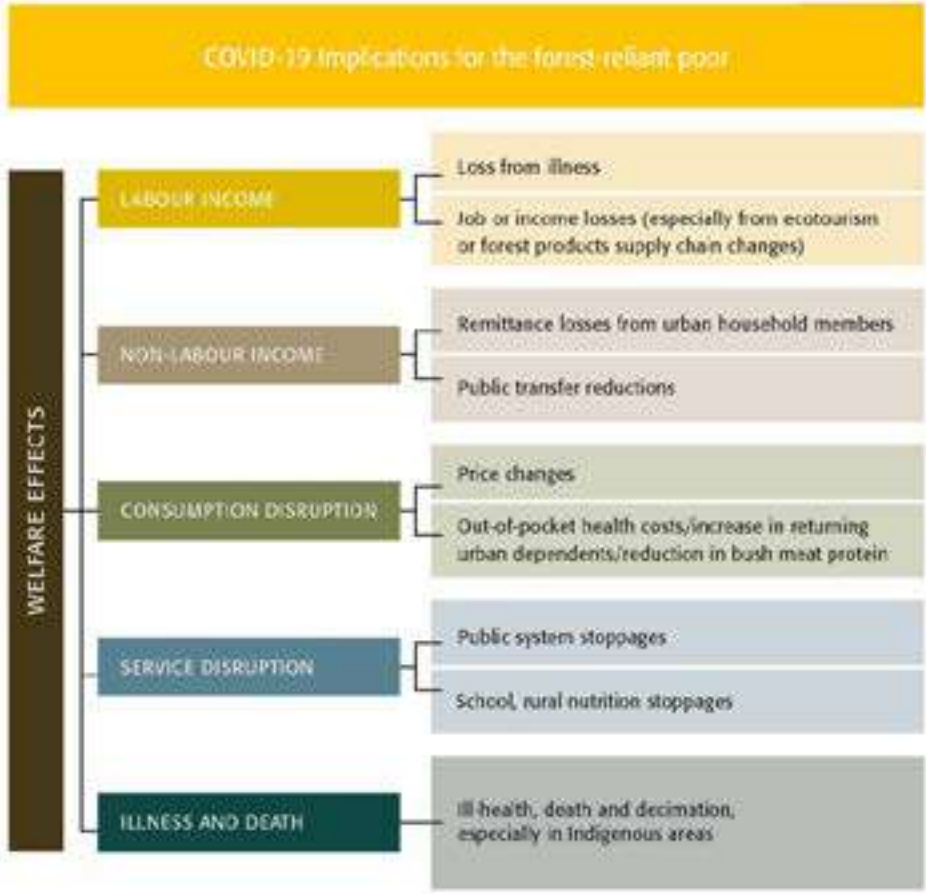 COVID-19 Implications for the forest-reliant poor
WELFARE EFFECTS
LABOUR INCOME
Loss from illness
Job or income losses (especially from ecotourism
or forest products supply chain changes)
NON-LABOUR INCOME
Remittance losses from urban household members
Public transfer reductions
CONSUMPTION DISRUPTION
Price changes
Out-of-pocket health costs/increase in returning
urban dependents/reduction in bush meat protein
SERVICE DISRUPTION
Public system stoppages
School, rural nutrition stoppages
ILLNESS AND DEATH
Ill-health, death and decimation,
especially in Indigenous areas